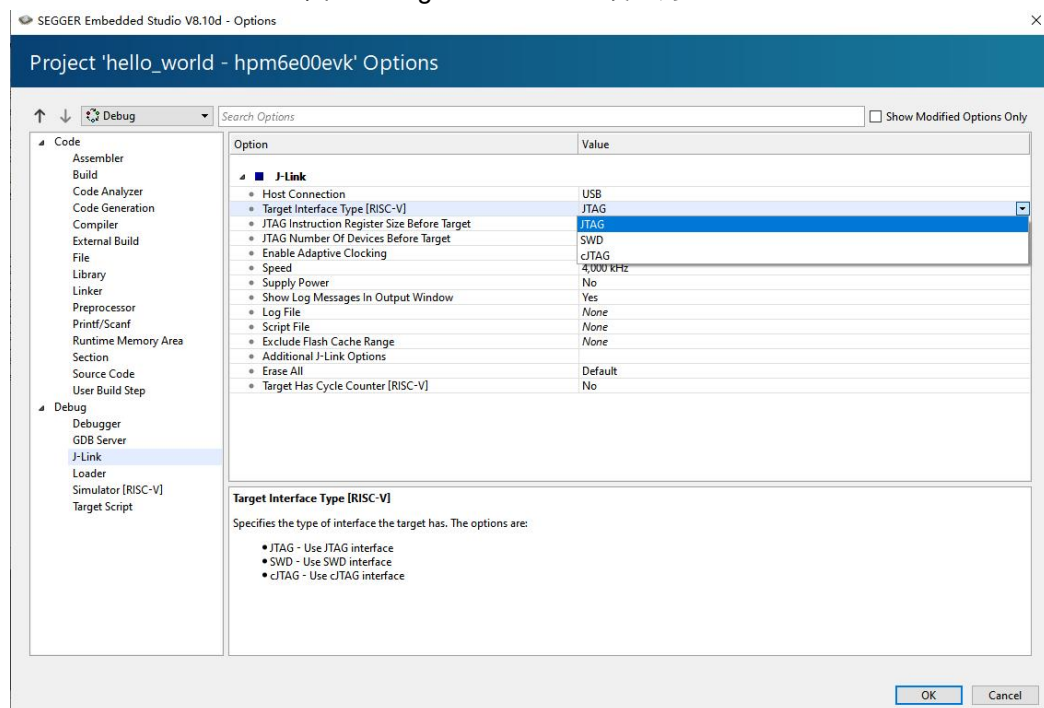 SEGGER Embedded Studio V8.10d - Options
Project 'hello_world - hpm6e00evk' Options
Debug
Search Options
Show Modified Options Only
Code
Assembler
Build
Code Analyzer
Code Generation
Compiler
External Build
File
Library
Linker
Preprocessor
Printf/Scanf
Runtime Memory Area
Section
Source Code
User Build Step
Debug
Debugger
GDB Server
J-Link
Loader
Simulator [RISC-V]
Target Script
Option Value
J-Link
Host Connection USB
Target Interface Type [RISC-V] JTAG
JTAG Instruction Register Size Before Target JTAG
JTAG Number Of Devices Before Target SWD
Enable Adaptive Clocking cJTAG
Speed 4,000 kHz
Supply Power No
Show Log Messages In Output Window Yes
Log File None
Script File None
Exclude Flash Cache Range None
Additional J-Link Options
Erase All Default
Target Has Cycle Counter [RISC-V] No
Target Interface Type [RISC-V]
Specifies the type of interface the target has. The options are:
● JTAG - Use JTAG interface
● SWD - Use SWD interface
● cJTAG - Use cJTAG interface
OK Cancel